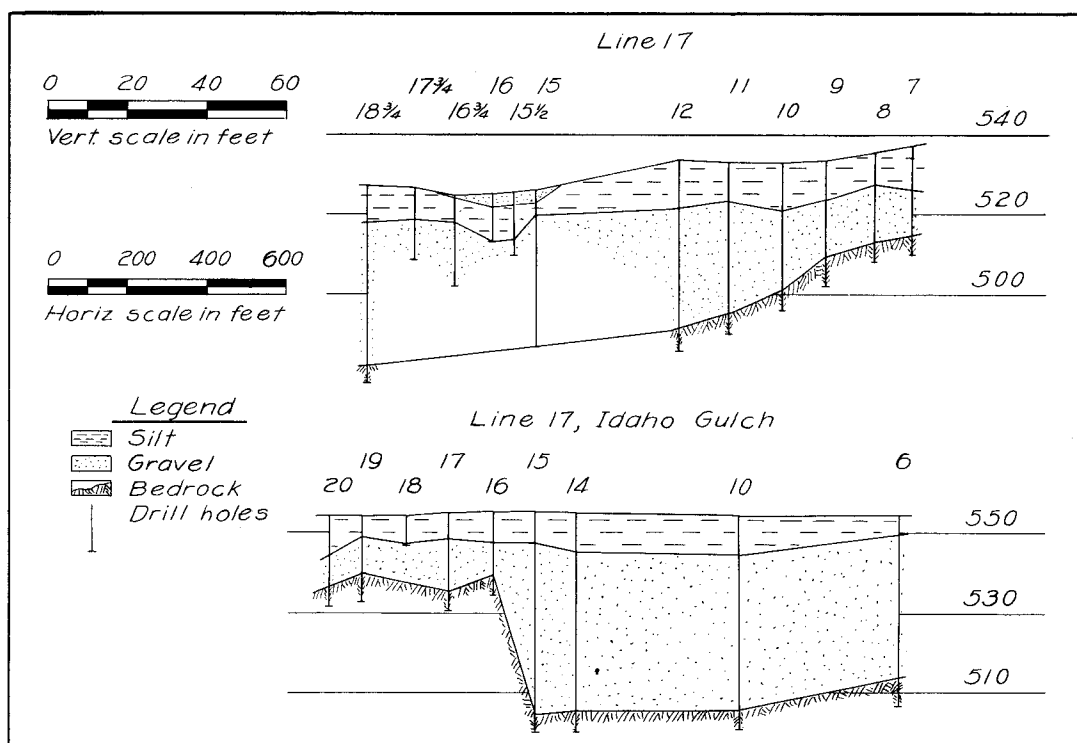 Line 17
0 20 40 60
Vert. scale in feet
17¾ 16 15 11 9 7
18¾ 16¾ 15½ 12 10 8
540
520
0 200 400 600
500
Horiz scale in feet
Legend
Silt
Gravel
Bedrock
Drill holes
Line 17, Idaho Gulch
19 17 15 6
20 18 16 14 10
550
530
510